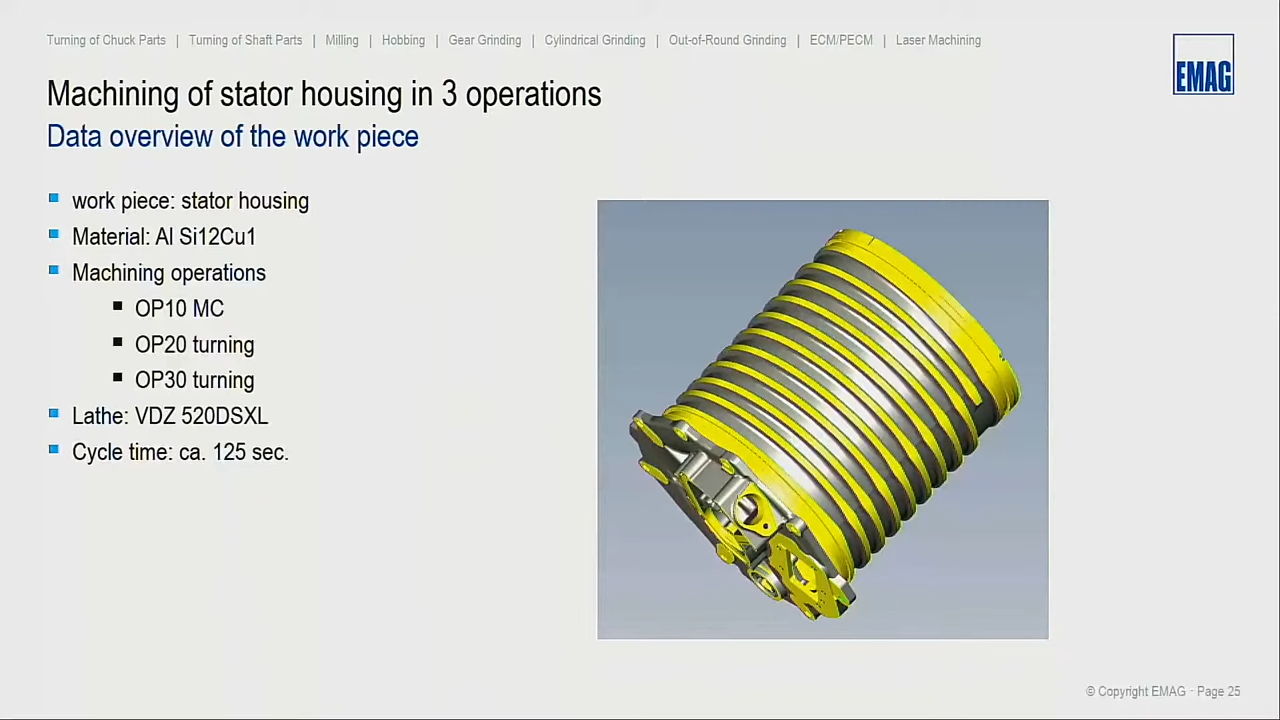 Turning of Chuck Parts | Turning of Shaft Parts | Milling | Hobbing | Gear Grinding | Cylindrical Grinding | Out-of-Round Grinding | ECM/PECM | Laser Machining
EMAG
Machining of stator housing in 3 operations
Data overview of the work piece
work piece: stator housing
Material: Al Si12Cu1
Machining operations
OP10 MC
OP20 turning
OP30 turning
Lathe: VDZ 520DSXL
Cycle time: ca. 125 sec.
© Copyright EMAG · Page 25